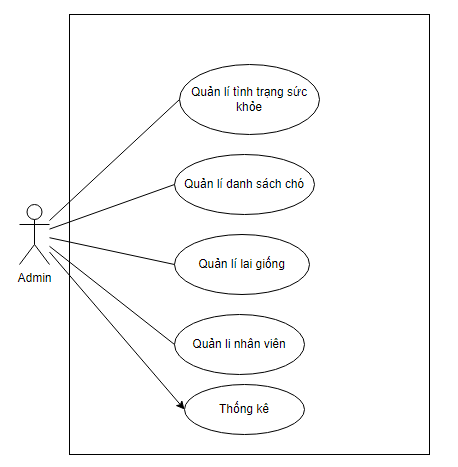 Quản lí tình trạng sức
khỏe
Quản lí danh sách chó
Quản lí lai giống
Admin
Quản li nhân viên
Thống kê